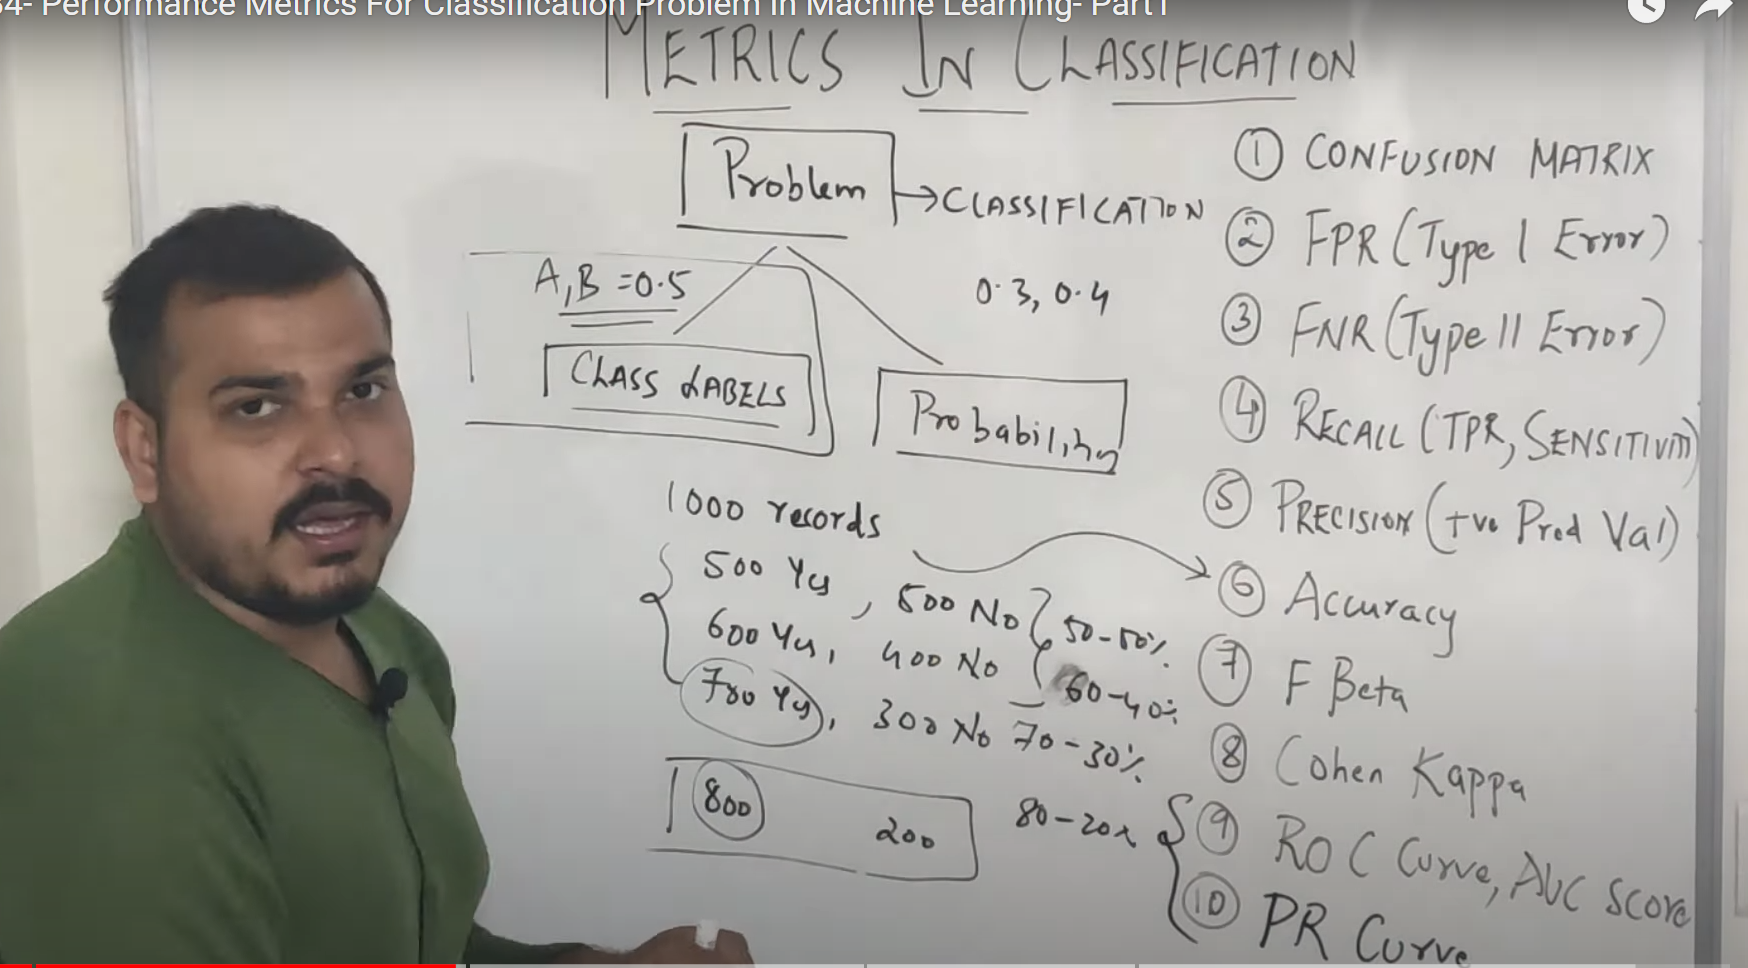 54- Performance Metrics For Classification Problem in Machine Learning- Part1
METRICS IN CLASSIFICATION
Problem
→CLASSIFICATION
A,B =0.5
0.3, 0.4
CLASS LABELS
Probability
1000 records
500 Yes, 500 No 50-50%
600 Yes, 400 No 60-40%
700 Yes, 300 No 70-30%
800 200 80-20%
① CONFUSION MATRIX
② FPR (Type I Error)
③ FNR (Type II Error)
④ RECALL (TPR, SENSITIVITY)
⑤ PRECISION (+ve Pred Val)
⑥ Accuracy
⑦ F Beta
⑧ Cohen Kappa
⑨ ROC Curve, AUC Score
⑩ PR Curve